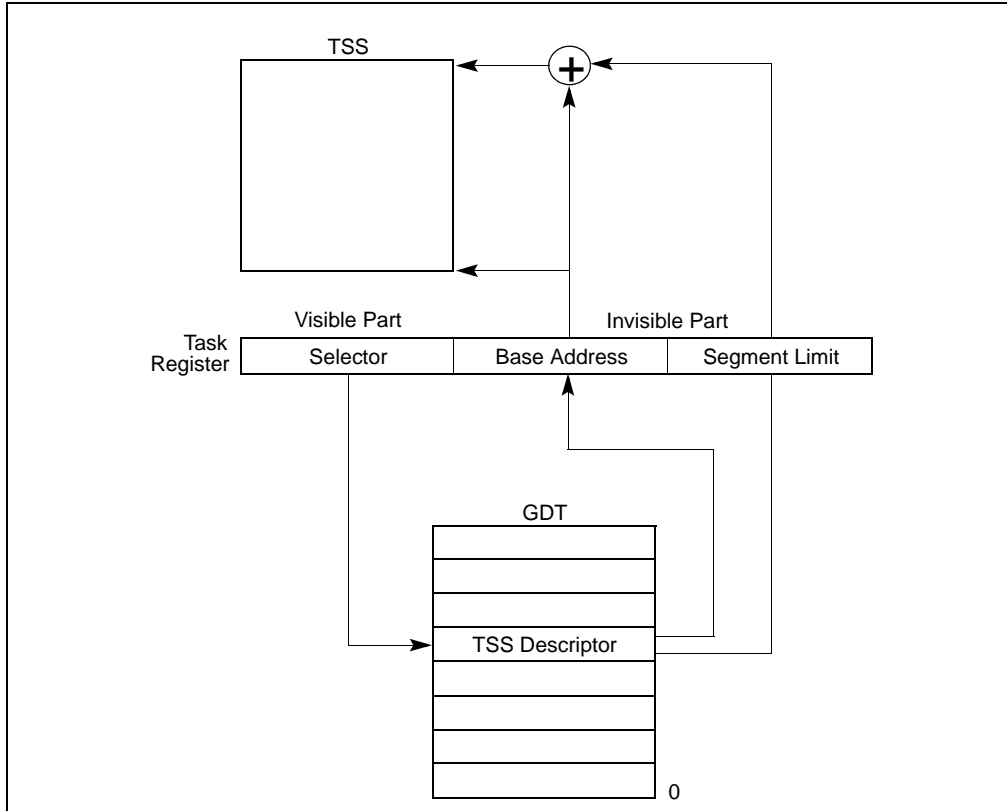 TSS
+
Visible Part
Invisible Part
Task
Register
Selector
Base Address
Segment Limit
GDT
TSS Descriptor
0